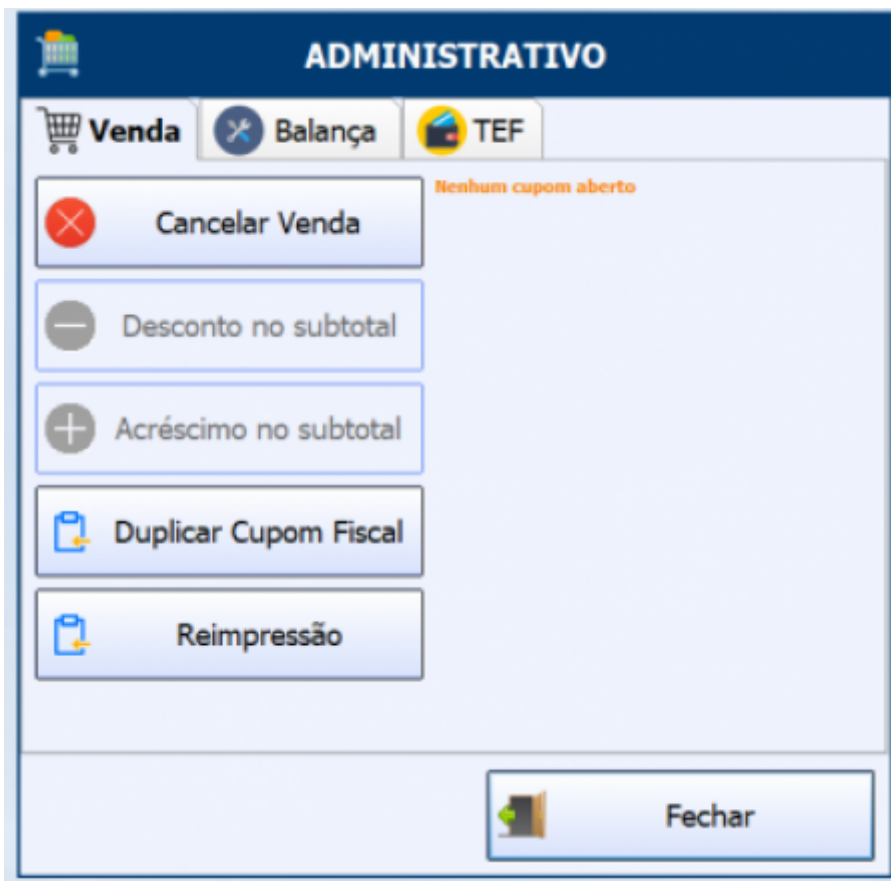 ADMINISTRATIVO
Venda Balança TEF
Nenhum cupom aberto
Cancelar Venda
Desconto no subtotal
Acréscimo no subtotal
Duplicar Cupom Fiscal
Reimpressão
Fechar